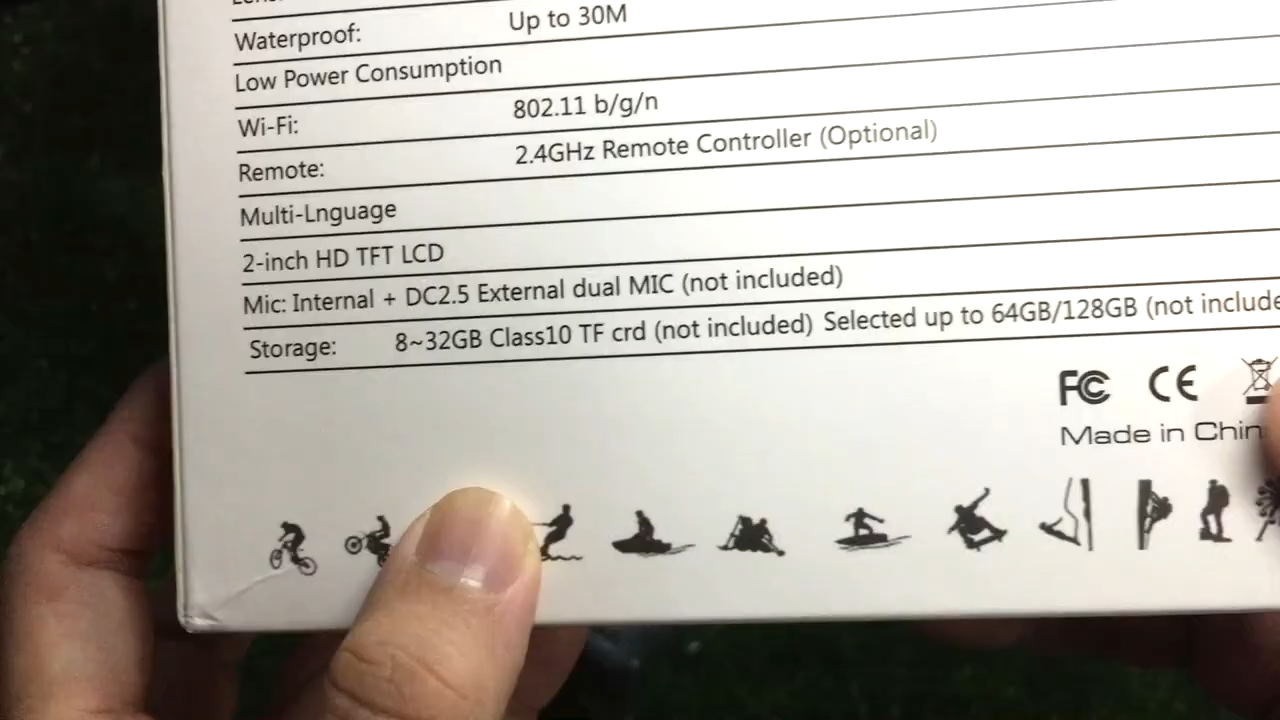 Waterproof: Up to 30M
Low Power Consumption
Wi-Fi: 802.11 b/g/n
Remote: 2.4GHz Remote Controller (Optional)
Multi-Lnguage
2-inch HD TFT LCD
Mic: Internal + DC2.5 External dual MIC (not included)
Storage: 8~32GB Class10 TF crd (not included) Selected up to 64GB/128GB (not include
FC CE
Made in Chin